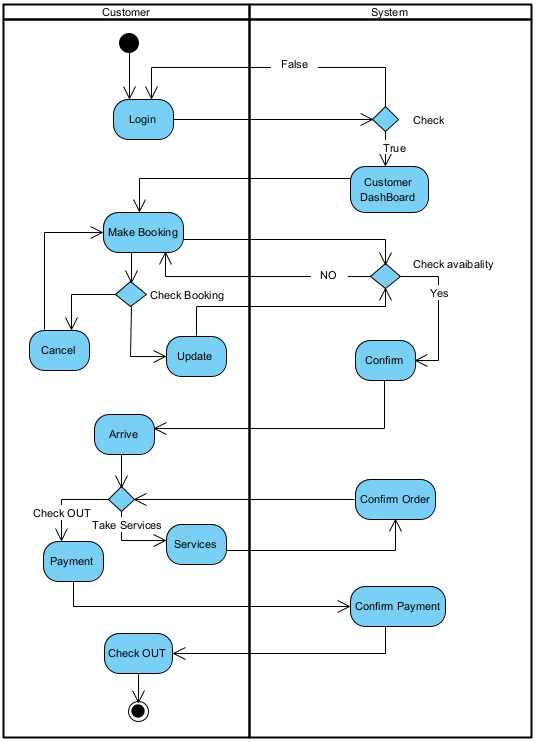 Customer
System
False
Login
Check
True
Customer
DashBoard
Make Booking
Check avaibality
NO
Yes
Check Booking
Cancel
Update
Confirm
Arrive
Confirm Order
Check OUT
Take Services
Services
Payment
Confirm Payment
Check OUT